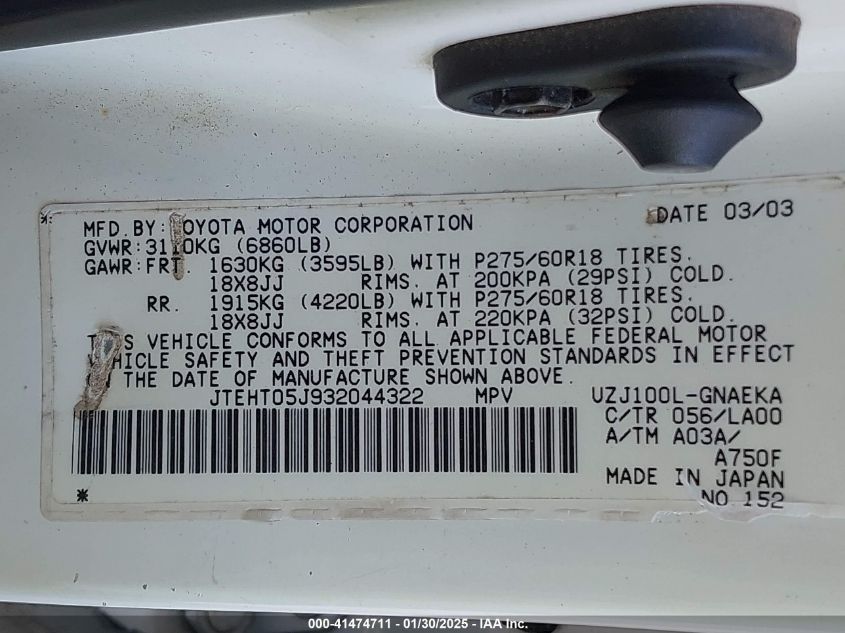 MFD. BY: TOYOTA MOTOR CORPORATION DATE 03/03
GVWR: 3110KG (6860LB)
GAWR: FRT. 1630KG (3595LB) WITH P275/60R18 TIRES.
18X8JJ RIMS. AT 200KPA (29PSI) COLD.
RR. 1915KG (4220LB) WITH P275/60R18 TIRES.
18X8JJ RIMS. AT 220KPA (32PSI) COLD.
THIS VEHICLE CONFORMS TO ALL APPLICABLE FEDERAL MOTOR
VEHICLE SAFETY AND THEFT PREVENTION STANDARDS IN EFFECT
ON THE DATE OF MANUFACTURE SHOWN ABOVE.
JTEHT05J932044322 MPV UZJ100L-GNAEKA
C/TR 056/LA00
A/TM A03A/
A750F
MADE IN JAPAN
NO.152
000-41474711 - 01/30/2025 - IAA Inc.